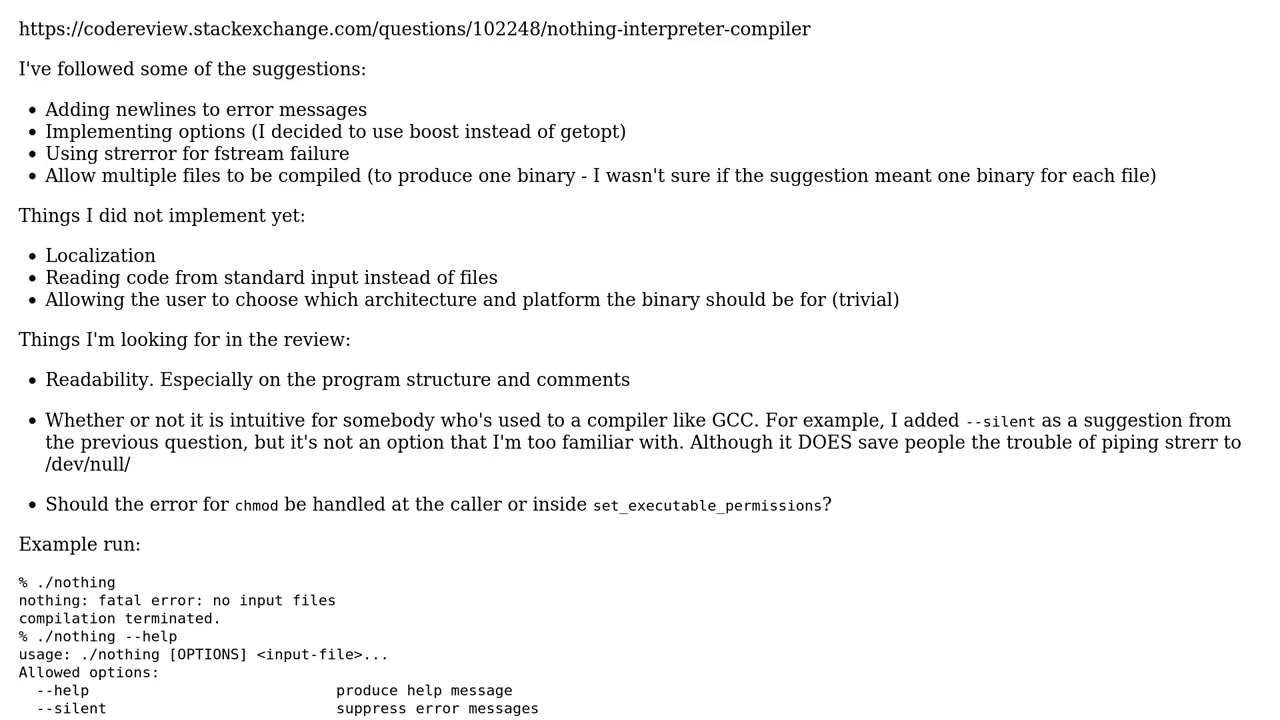 https://codereview.stackexchange.com/questions/102248/nothing-interpreter-compiler
I've followed some of the suggestions:
• Adding newlines to error messages
• Implementing options (I decided to use boost instead of getopt)
• Using strerror for fstream failure
• Allow multiple files to be compiled (to produce one binary - I wasn't sure if the suggestion meant one binary for each file)
Things I did not implement yet:
• Localization
• Reading code from standard input instead of files
• Allowing the user to choose which architecture and platform the binary should be for (trivial)
Things I'm looking for in the review:
• Readability. Especially on the program structure and comments
• Whether or not it is intuitive for somebody who's used to a compiler like GCC. For example, I added --silent as a suggestion from
the previous question, but it's not an option that I'm too familiar with. Although it DOES save people the trouble of piping strerr to
/dev/null/
• Should the error for chmod be handled at the caller or inside set_executable_permissions?
Example run:
% ./nothing
nothing: fatal error: no input files
compilation terminated.
% ./nothing --help
usage: ./nothing [OPTIONS] <input-file>...
Allowed options:
  --help                            produce help message
  --silent                          suppress error messages